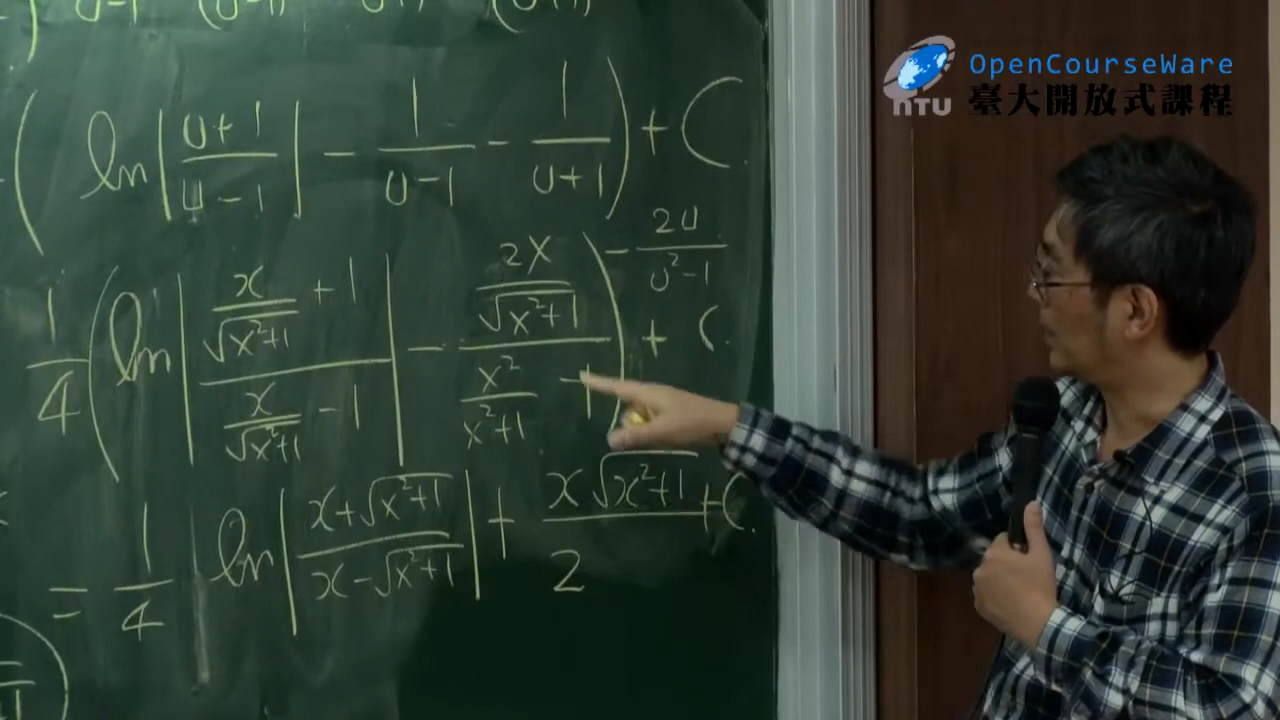 OpenCourseWare
NTU 臺大開放式課程
( ln |(u+1)/(u-1)| - 1/(u-1) - 1/(u+1) ) + C.
- 2u/(u²-1)
1/4 ( ln | (x/√(x²+1) + 1) / (x/√(x²+1) - 1) | - (2x/√(x²+1)) / (x²/(x²+1) - 1) ) + C.
= 1/4 ln | (x+√(x²+1)) / (x-√(x²+1)) | + x√(x²+1)/2 + C.